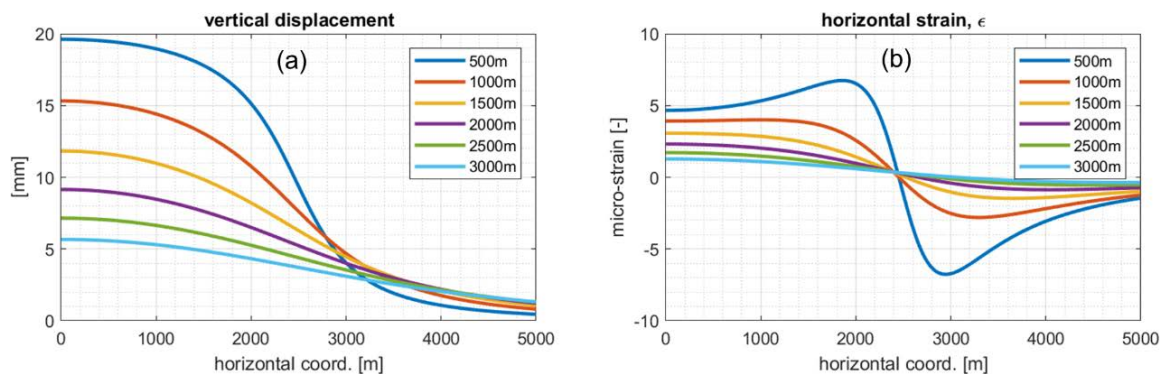 vertical displacement
(a)
500m
1000m
1500m
2000m
2500m
3000m
20
15
10
5
0
[mm]
0 1000 2000 3000 4000 5000
horizontal coord. [m]
horizontal strain, ϵ
(b)
500m
1000m
1500m
2000m
2500m
3000m
10
5
0
-5
-10
micro-strain [-]
0 1000 2000 3000 4000 5000
horizontal coord. [m]